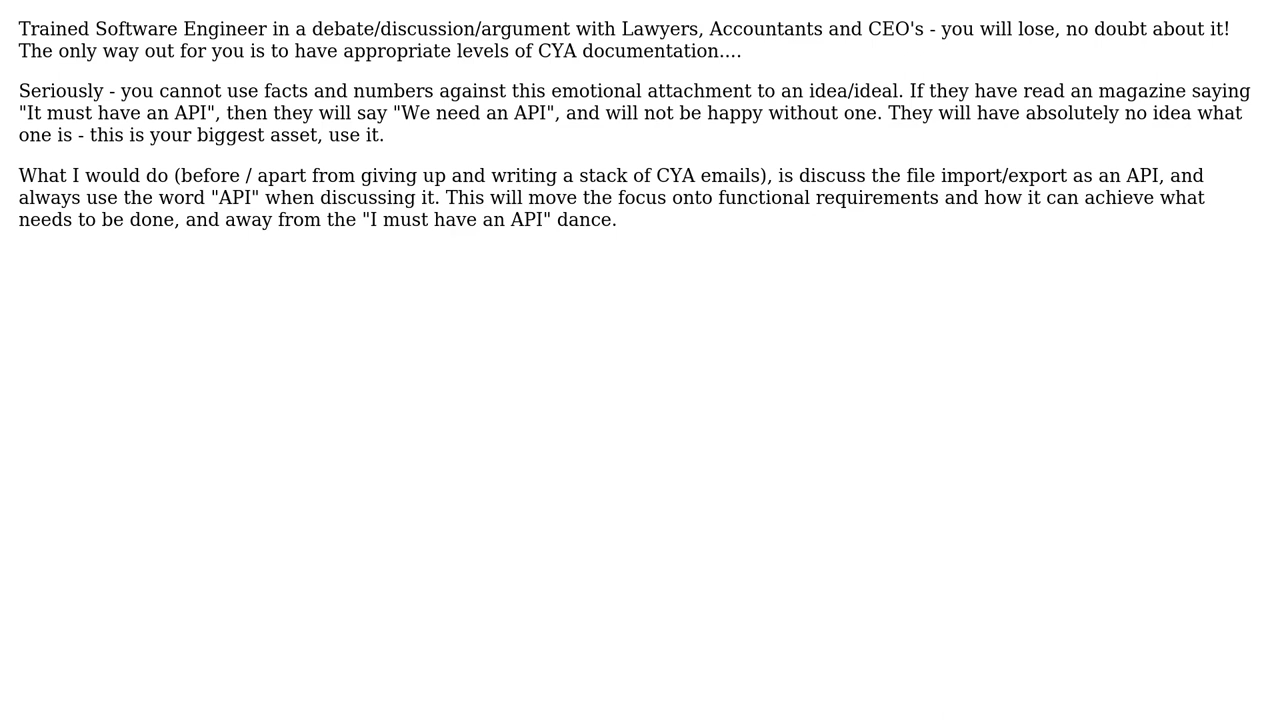 Trained Software Engineer in a debate/discussion/argument with Lawyers, Accountants and CEO's - you will lose, no doubt about it!
The only way out for you is to have appropriate levels of CYA documentation....
Seriously - you cannot use facts and numbers against this emotional attachment to an idea/ideal. If they have read an magazine saying
"It must have an API", then they will say "We need an API", and will not be happy without one. They will have absolutely no idea what
one is - this is your biggest asset, use it.
What I would do (before / apart from giving up and writing a stack of CYA emails), is discuss the file import/export as an API, and
always use the word "API" when discussing it. This will move the focus onto functional requirements and how it can achieve what
needs to be done, and away from the "I must have an API" dance.